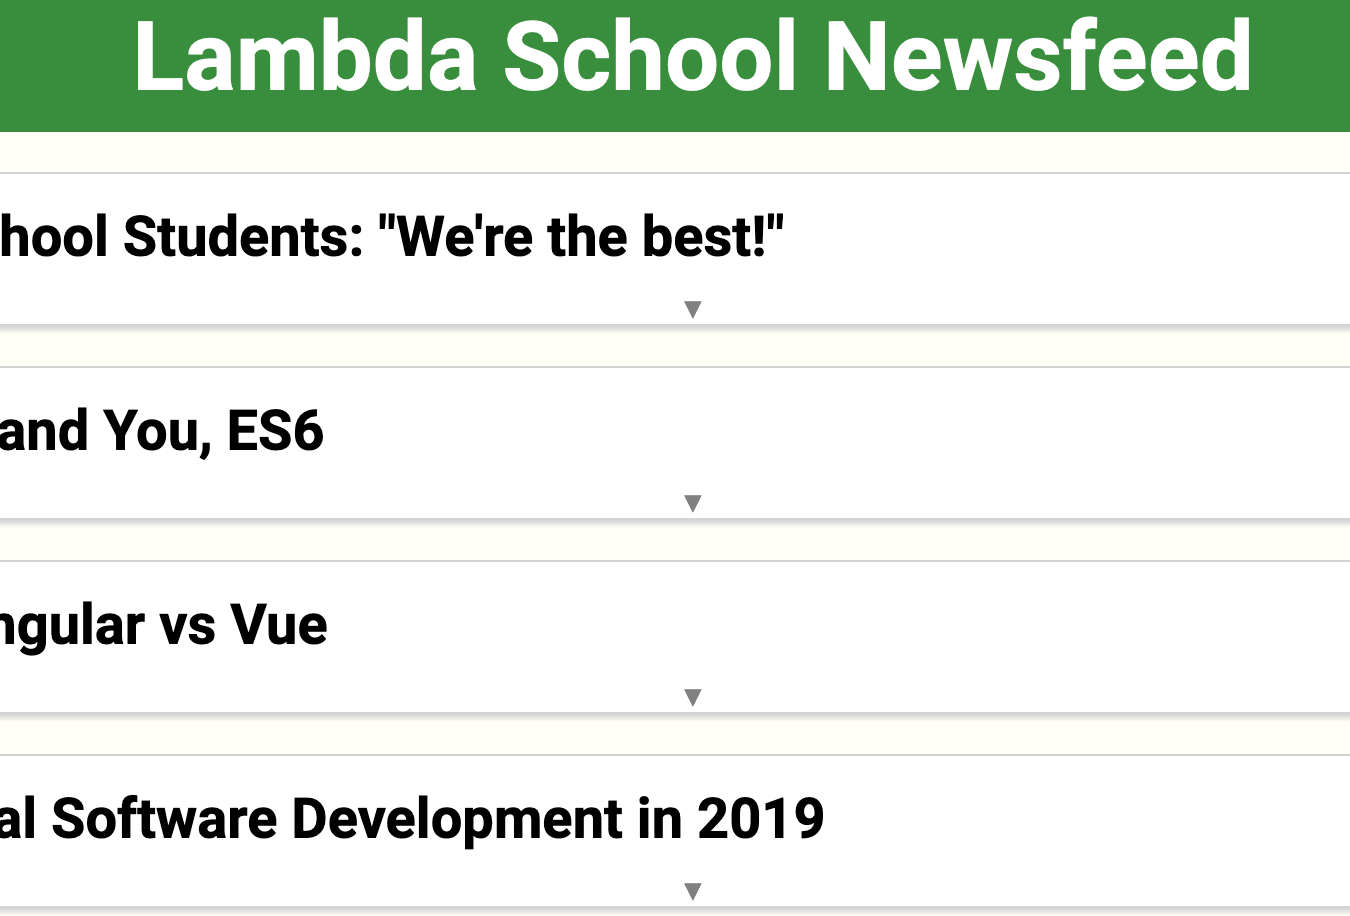 Lambda School Newsfeed
hool Students: "We're the best!"
▼
and You, ES6
▼
ngular vs Vue
▼
al Software Development in 2019
▼